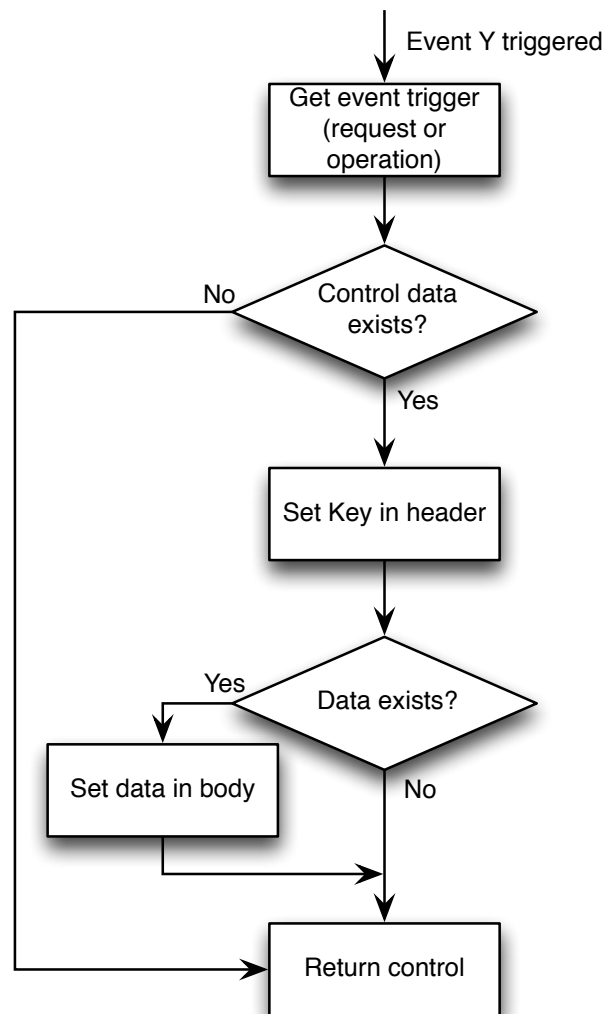 Event Y triggered
Get event trigger
(request or
operation)
No
Control data
exists?
Yes
Set Key in header
Yes
Data exists?
Set data in body
No
Return control